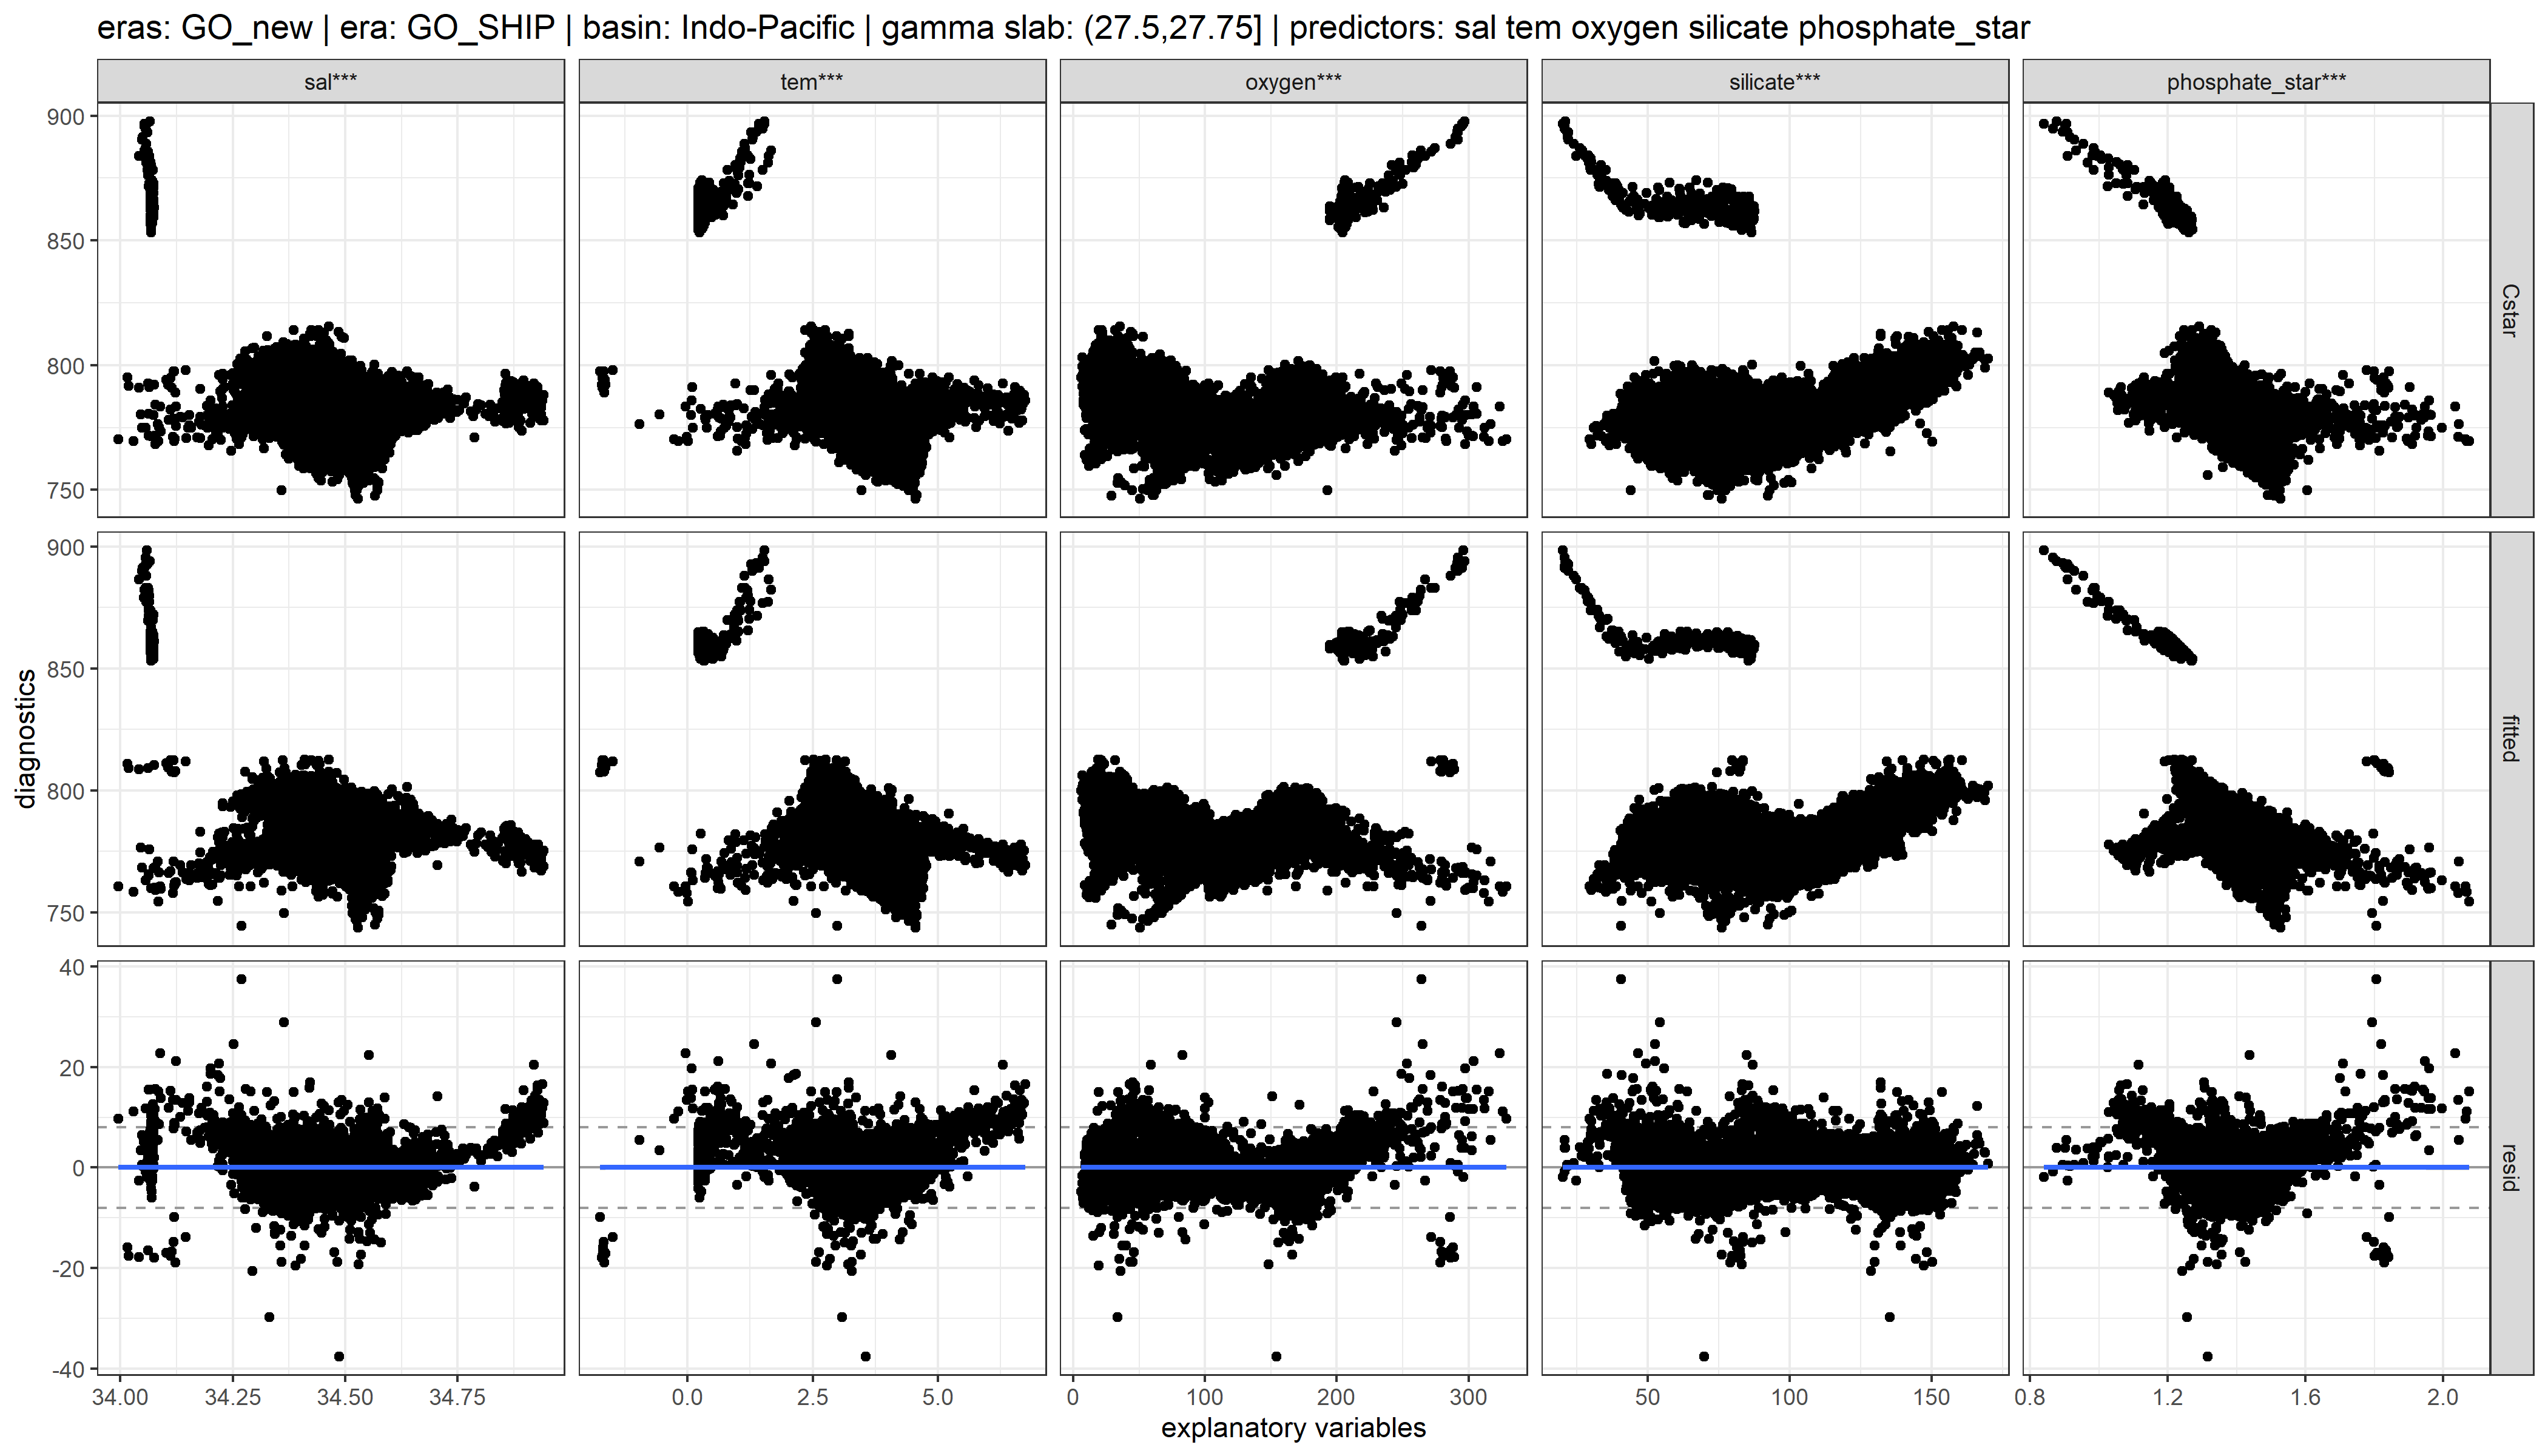 eras: GO_new | era: GO_SHIP | basin: Indo-Pacific | gamma slab: (27.5,27.75] | predictors: sal tem oxygen silicate phosphate_star
sal*** tem*** oxygen*** silicate*** phosphate_star***
900
850
800
750
Cstar
900
850
800
750
fitted
diagnostics
40
20
0
-20
-40
resid
34.00 34.25 34.50 34.75 0.0 2.5 5.0 0 100 200 300 50 100 150 0.8 1.2 1.6 2.0
explanatory variables